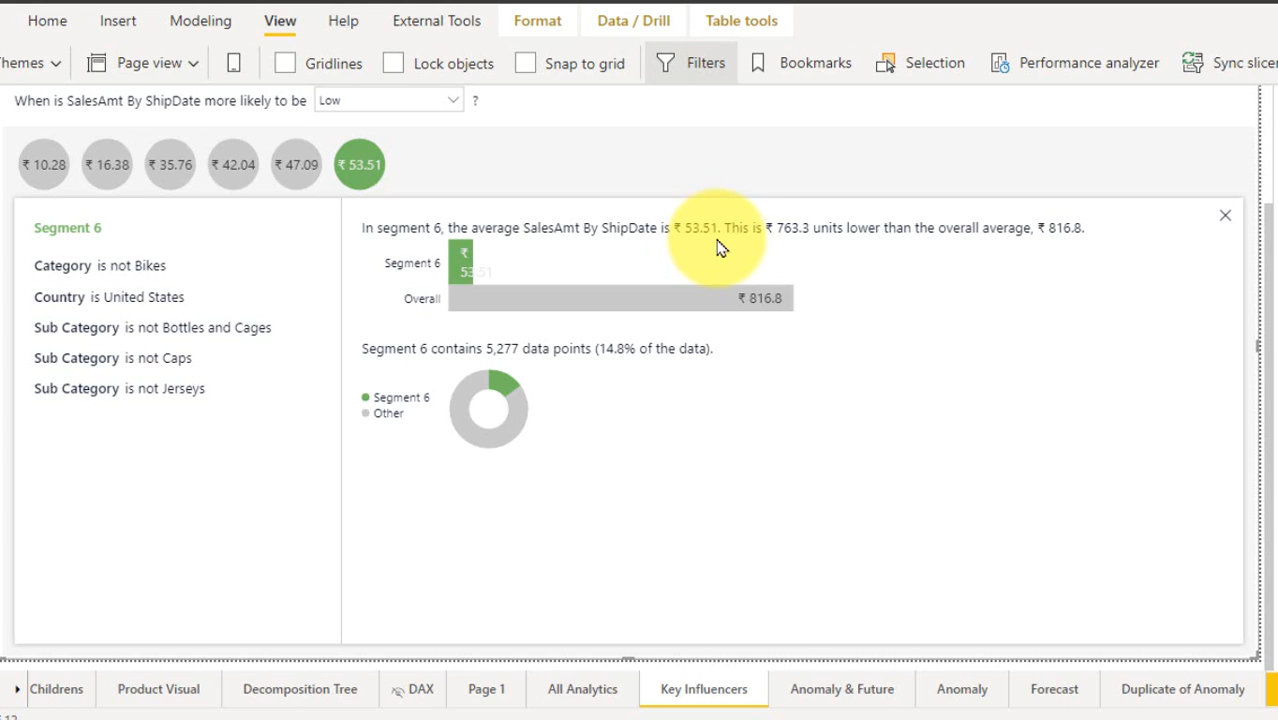 Home Insert Modeling View Help External Tools Format Data / Drill Table tools
hemes Page view Gridlines Lock objects Snap to grid Filters Bookmarks Selection Performance analyzer Sync slicer
When is SalesAmt By ShipDate more likely to be Low ?
₹ 10.28 ₹ 16.38 ₹ 35.76 ₹ 42.04 ₹ 47.09 ₹ 53.51
Segment 6
Category is not Bikes
Country is United States
Sub Category is not Bottles and Cages
Sub Category is not Caps
Sub Category is not Jerseys
In segment 6, the average SalesAmt By ShipDate is ₹ 53.51. This is ₹ 763.3 units lower than the overall average, ₹ 816.8.
Segment 6 ₹
53.51
Overall ₹ 816.8
Segment 6 contains 5,277 data points (14.8% of the data).
Segment 6
Other
Childrens Product Visual Decomposition Tree DAX Page 1 All Analytics Key Influencers Anomaly & Future Anomaly Forecast Duplicate of Anomaly